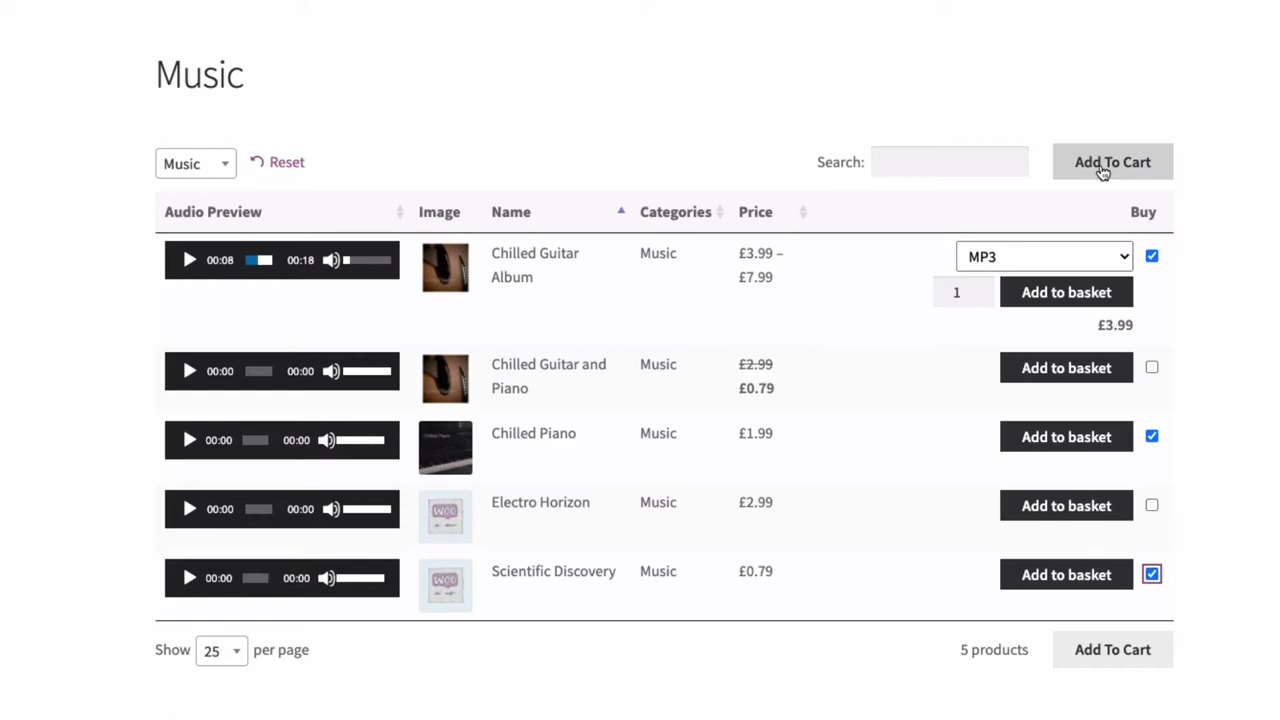 Music
Music Reset Search: Add To Cart
Audio Preview Image Name Categories Price Buy
00:08 00:18 Chilled Guitar Music £3.99 – MP3
Album £7.99 1 Add to basket
£3.99
00:00 00:00 Chilled Guitar and Music £2.99 Add to basket
Piano £0.79
00:00 00:00 Chilled Piano Chilled Piano Music £1.99 Add to basket
00:00 00:00 WOO Electro Horizon Music £2.99 Add to basket
00:00 00:00 WOO Scientific Discovery Music £0.79 Add to basket
Show 25 per page 5 products Add To Cart